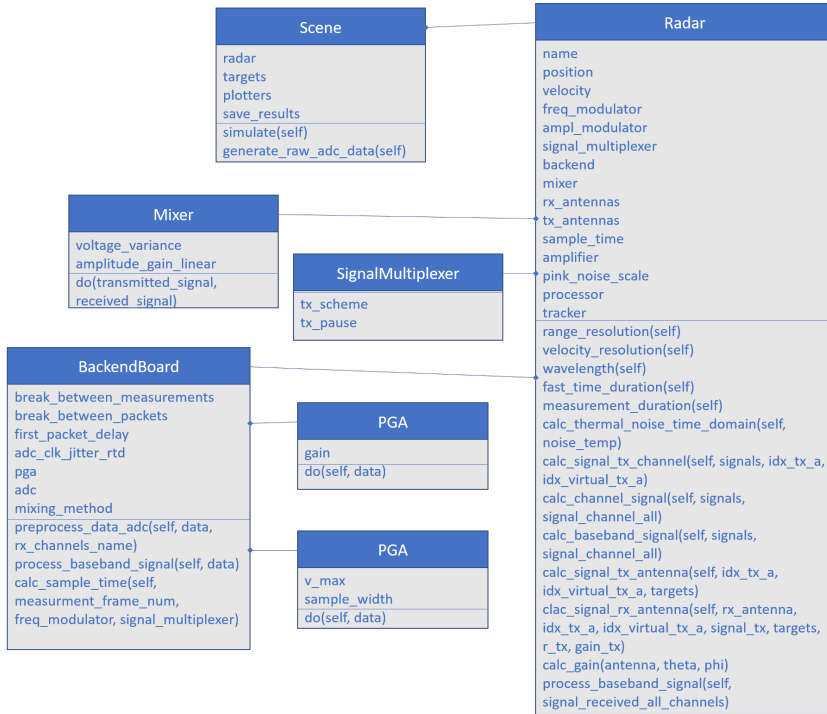 Scene
radar
targets
plotters
save_results
simulate(self)
generate_raw_adc_data(self)
Mixer
voltage_variance
amplitude_gain_linear
do(transmitted_signal,
received_signal)
SignalMultiplexer
tx_scheme
tx_pause
BackendBoard
break_between_measurements
break_between_packets
first_packet_delay
adc_clk_jitter_rtd
pga
adc
mixing_method
preprocess_data_adc(self, data,
rx_channels_name)
process_baseband_signal(self, data)
calc_sample_time(self,
measurment_frame_num,
freq_modulator, signal_multiplexer)
PGA
gain
do(self, data)
PGA
v_max
sample_width
do(self, data)
Radar
name
position
velocity
freq_modulator
ampl_modulator
signal_multiplexer
backend
mixer
rx_antennas
tx_antennas
sample_time
amplifier
pink_noise_scale
processor
tracker
range_resolution(self)
velocity_resolution(self)
wavelength(self)
fast_time_duration(self)
measurement_duration(self)
calc_thermal_noise_time_domain(self,
noise_temp)
calc_signal_tx_channel(self, signals, idx_tx_a,
idx_virtual_tx_a)
calc_channel_signal(self, signals,
signal_channel_all)
calc_baseband_signal(self, signals,
signal_channel_all)
calc_signal_tx_antenna(self, idx_tx_a,
idx_virtual_tx_a, targets)
clac_signal_rx_antenna(self, rx_antenna,
idx_tx_a, idx_virtual_tx_a, signal_tx, targets,
r_tx, gain_tx)
calc_gain(antenna, theta, phi)
process_baseband_signal(self,
signal_received_all_channels)